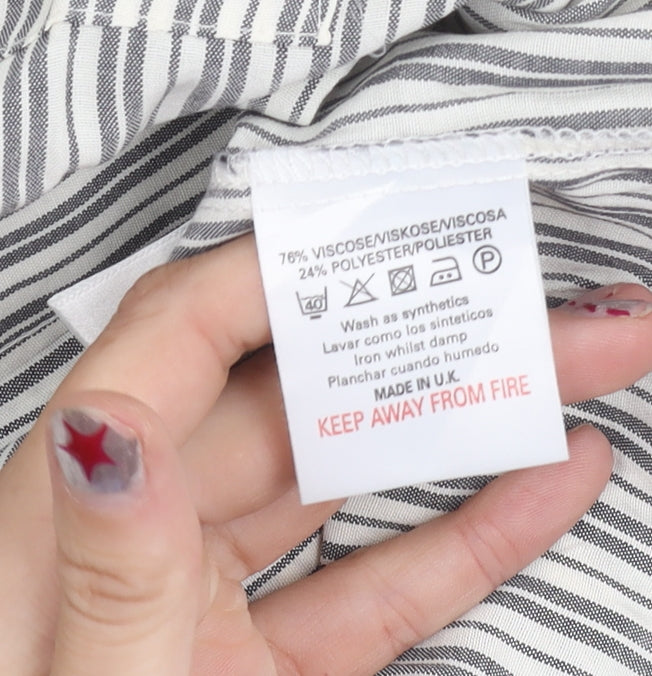 76% VISCOSE/VISKOSE/VISCOSA
24% POLYESTER/POLIESTER
40 P
Wash as synthetics
Lavar como los sinteticos
Iron whilst damp
Planchar cuando humedo
MADE IN U.K.
KEEP AWAY FROM FIRE